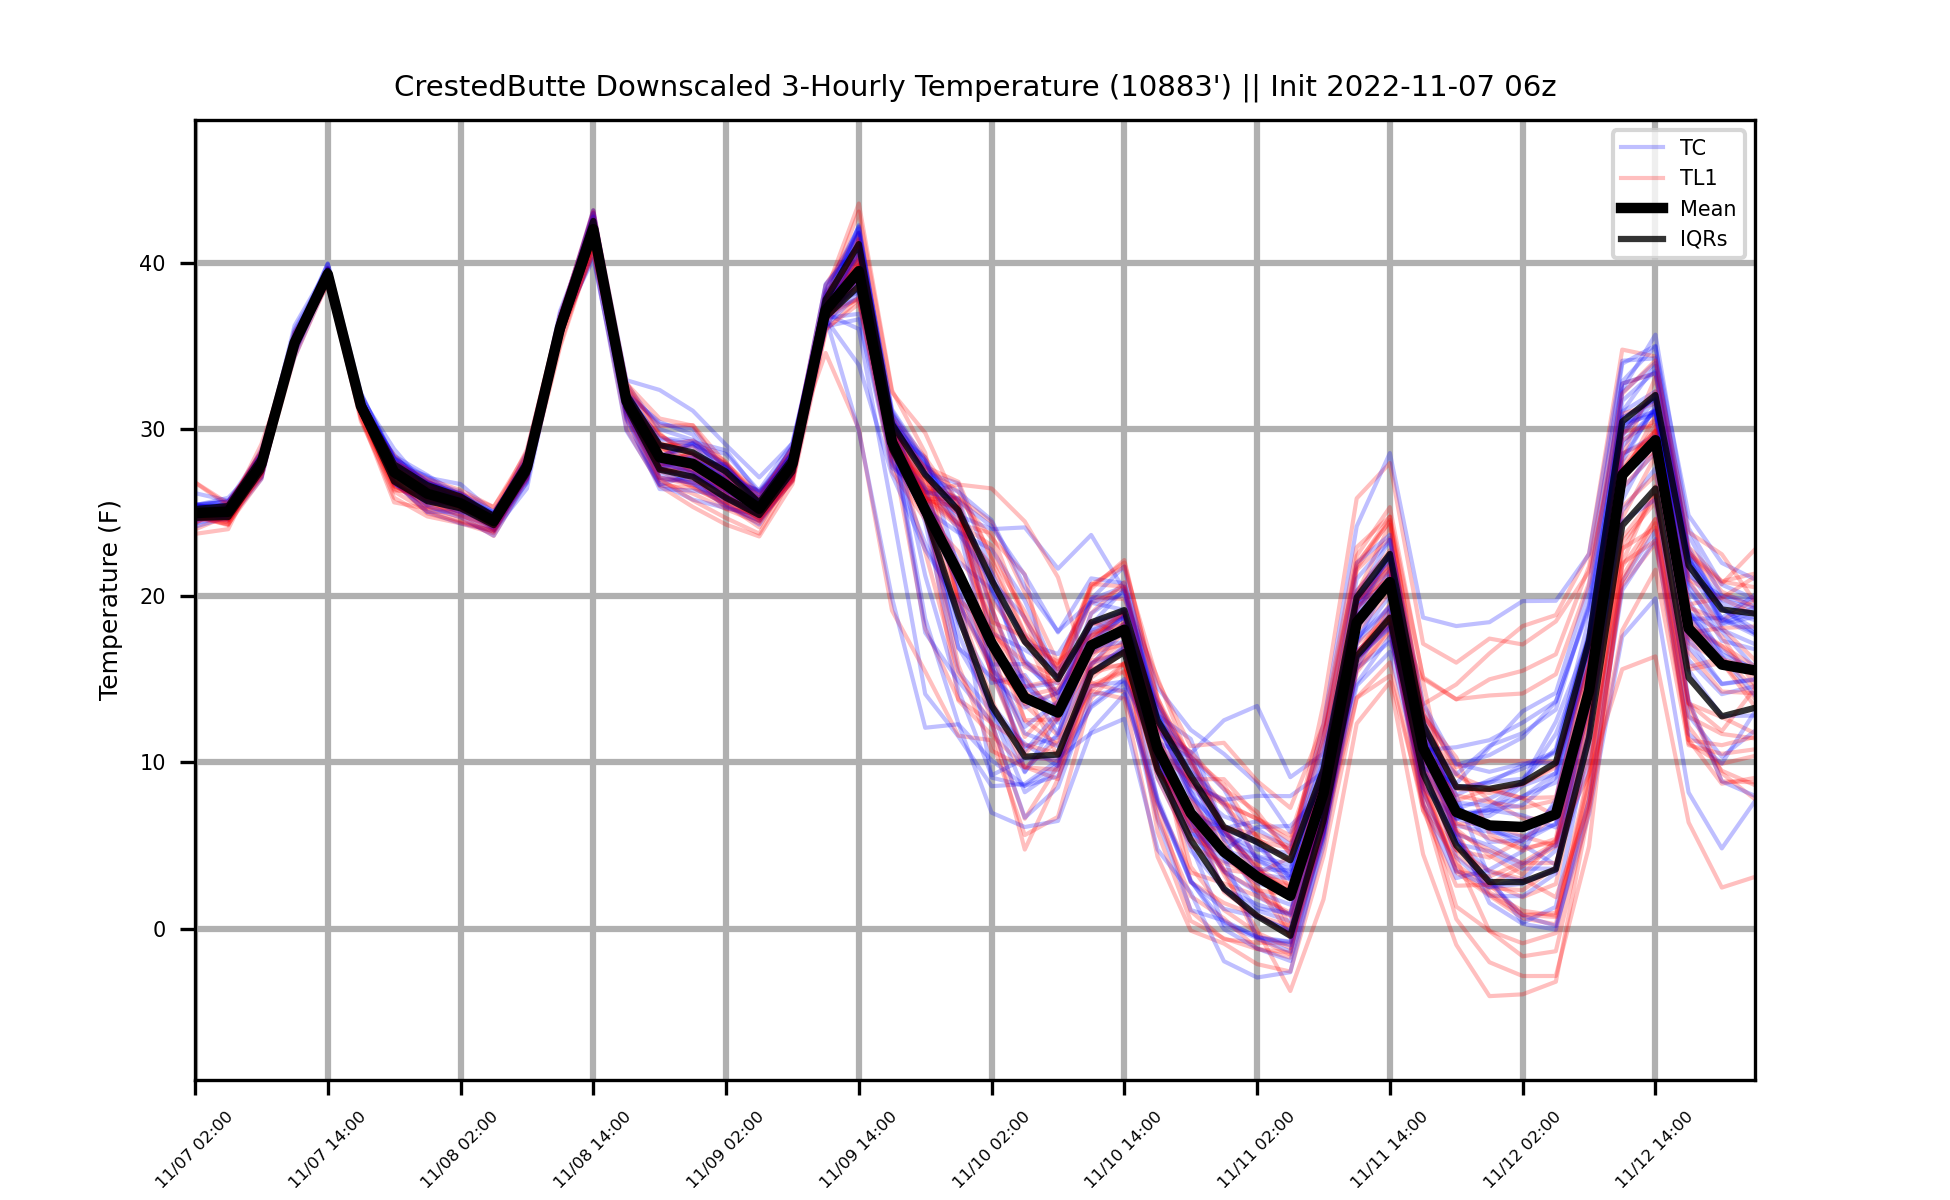 CrestedButte Downscaled 3-Hourly Temperature (10883') || Init 2022-11-07 06z
TC
TL1
Mean
IQRs
Temperature (F)
40
30
20
10
0
11/07 02:00
11/07 14:00
11/08 02:00
11/08 14:00
11/09 02:00
11/09 14:00
11/10 02:00
11/10 14:00
11/11 02:00
11/11 14:00
11/12 02:00
11/12 14:00